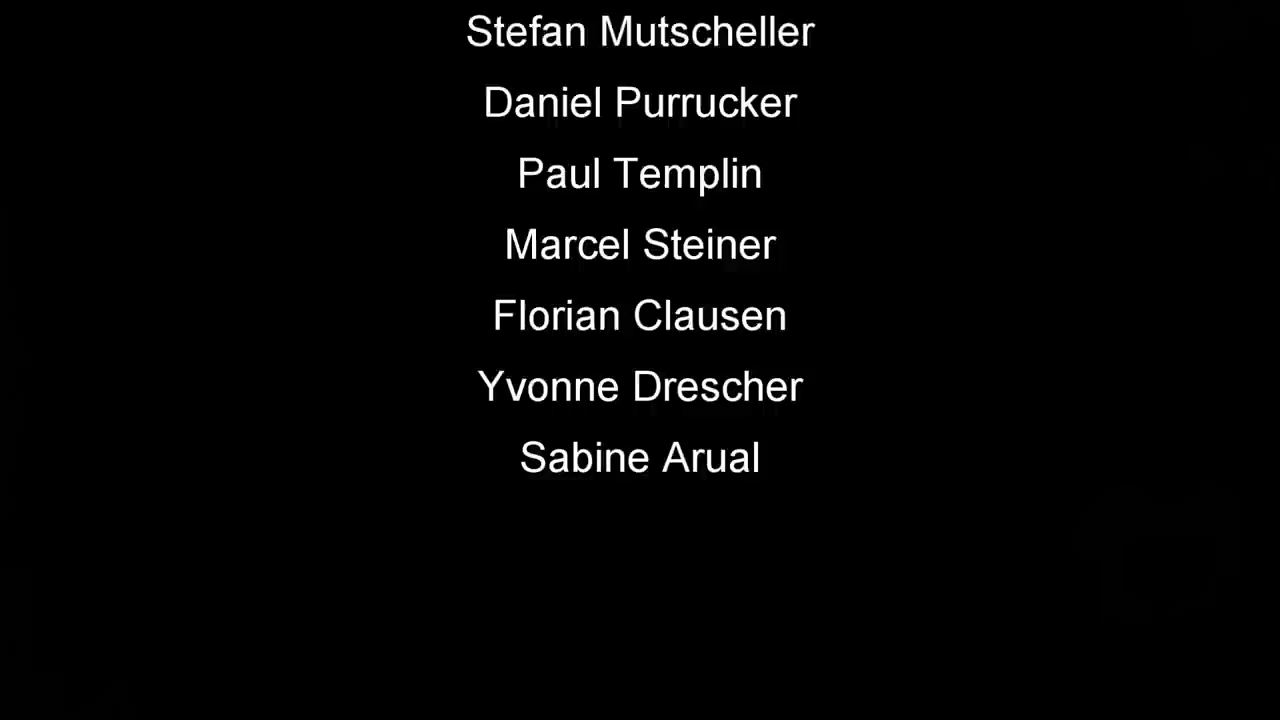 Stefan Mutscheller
Daniel Purrucker
Paul Templin
Marcel Steiner
Florian Clausen
Yvonne Drescher
Sabine Arual